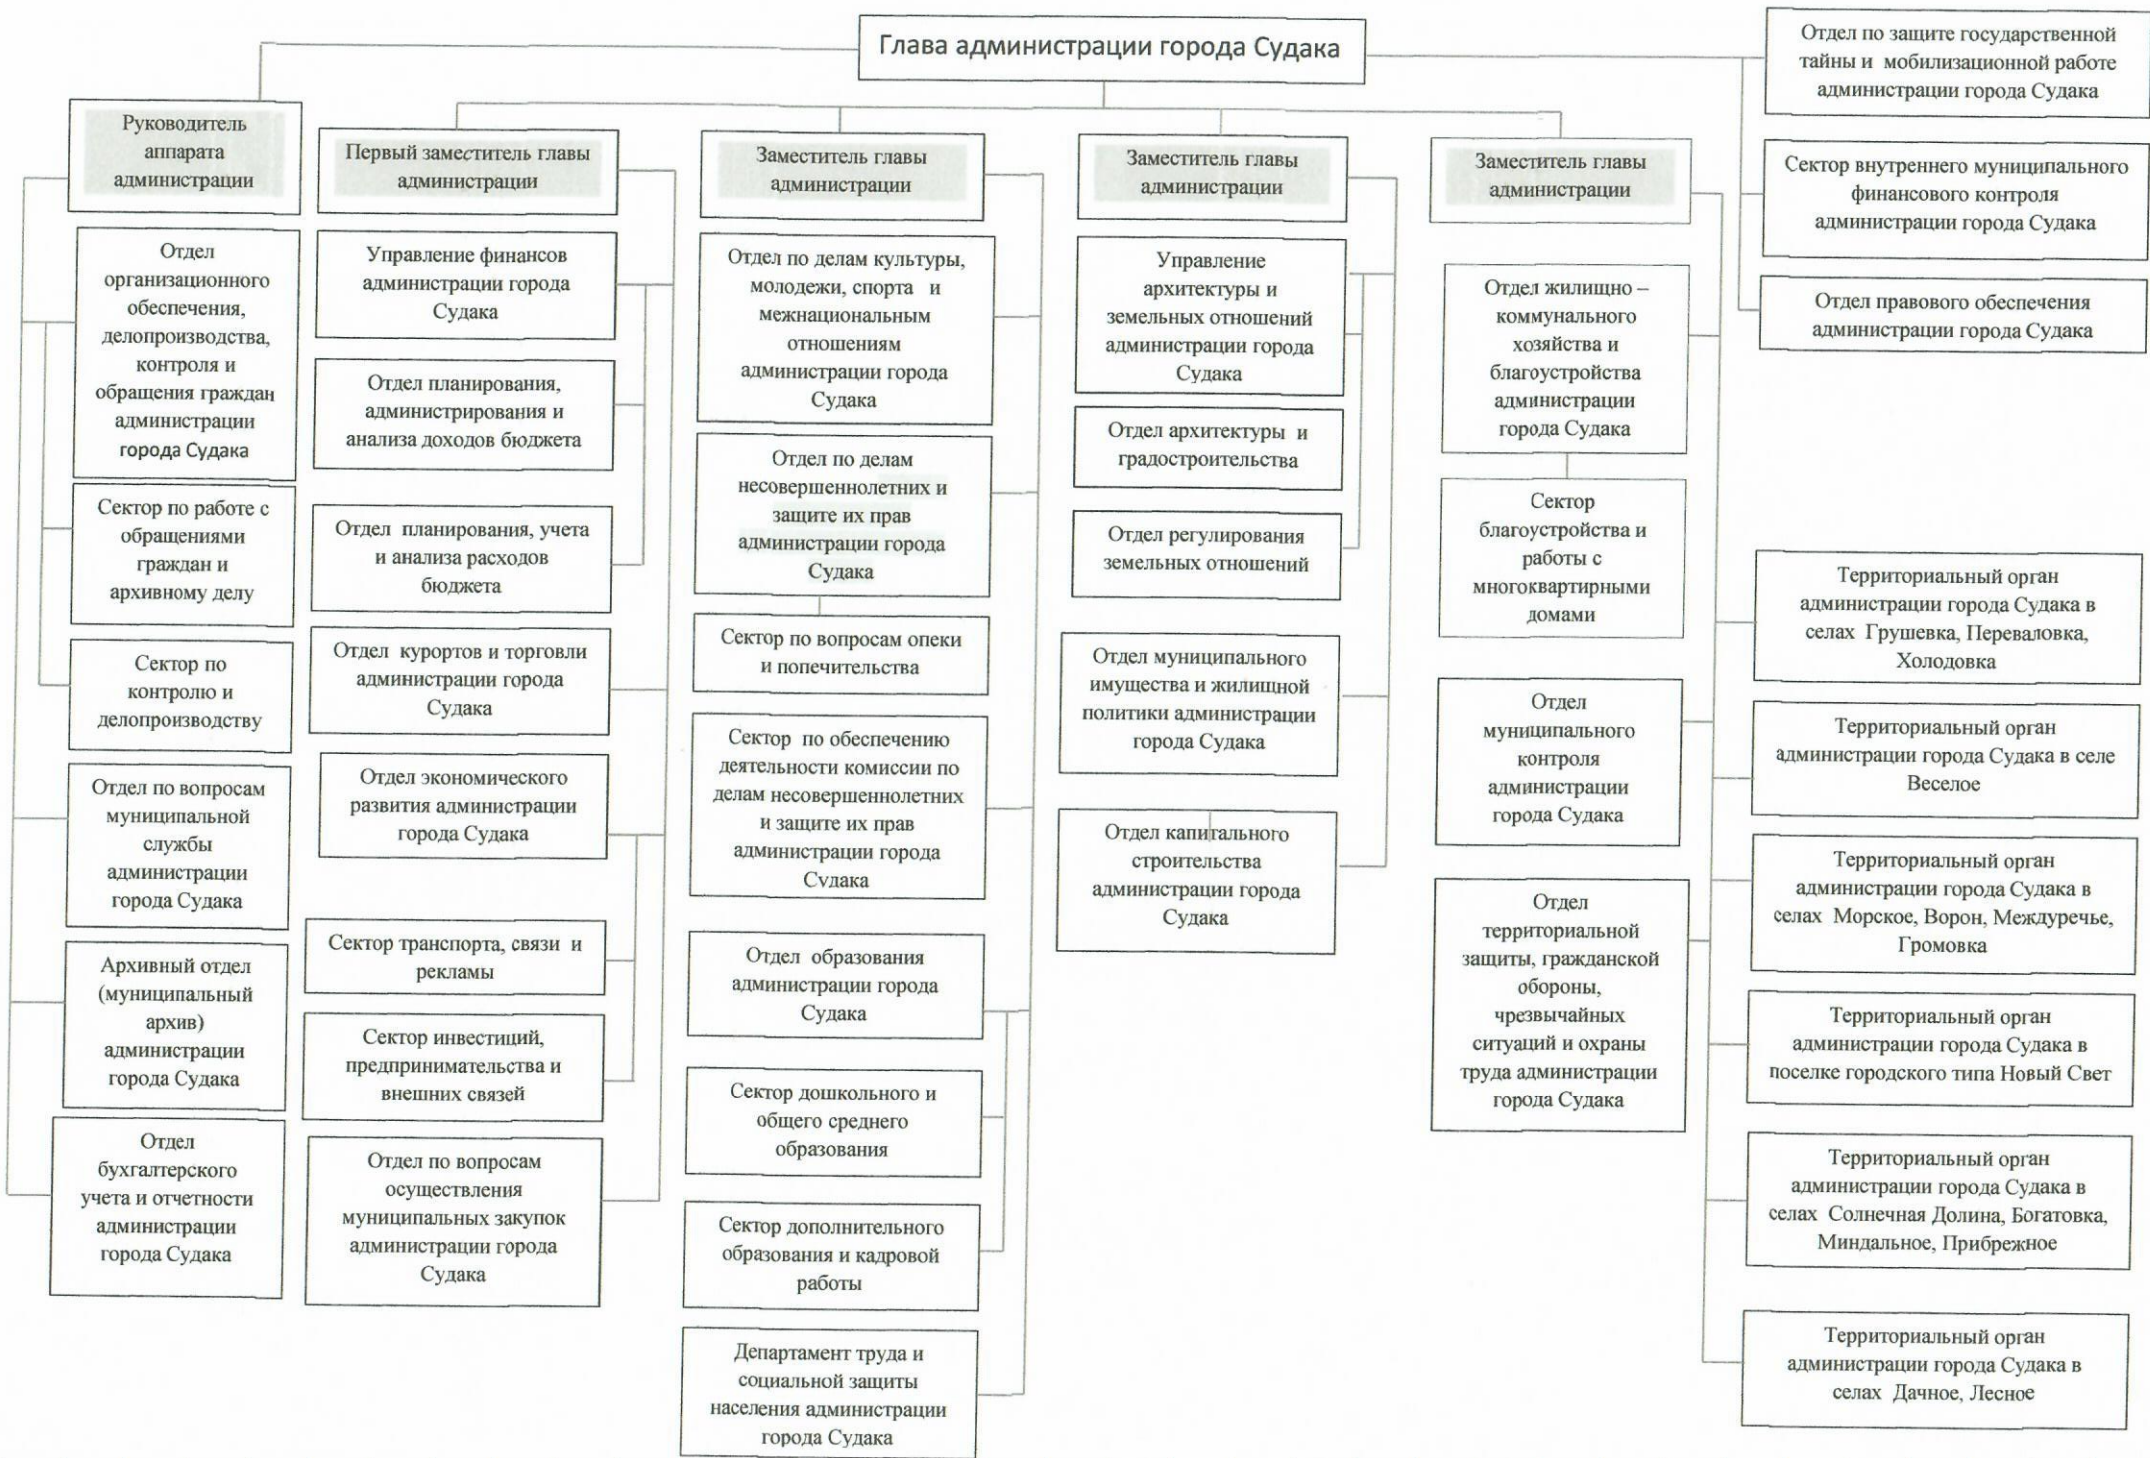 Глава администрации города Судака
Руководитель
аппарата
администрации
Отдел
организационного
обеспечения,
делопроизводства,
контроля и
обращения граждан
администрации
города Судака
Сектор по работе с
обращениями
граждан и
архивному делу
Сектор по
контролю и
делопроизводству
Отдел по вопросам
муниципальной
службы
администрации
города Судака
Архивный отдел
(муниципальный
архив)
администрации
города Судака
Отдел
бухгалтерского
учета и отчетности
администрации
города Судака
Первый заместитель главы
администрации
Управление финансов
администрации города
Судака
Отдел планирования,
администрирования и
анализа доходов бюджета
Отдел планирования, учета
и анализа расходов
бюджета
Отдел курортов и торговли
администрации города
Судака
Отдел экономического
развития администрации
города Судака
Сектор транспорта, связи и
рекламы
Сектор инвестиций,
предпринимательства и
внешних связей
Отдел по вопросам
осуществления
муниципальных закупок
администрации города
Судака
Заместитель главы
администрации
Отдел по делам культуры,
молодежи, спорта и
межнациональным
отношениям
администрации города
Судака
Отдел по делам
несовершеннолетних и
защите их прав
администрации города
Судака
Сектор по вопросам опеки
и попечительства
Сектор по обеспечению
деятельности комиссии по
делам несовершеннолетних
и защите их прав
администрации города
Судака
Отдел образования
администрации города
Судака
Сектор дошкольного и
общего среднего
образования
Сектор дополнительного
образования и кадровой
работы
Департамент труда и
социальной защиты
населения администрации
города Судака
Заместитель главы
администрации
Управление
архитектуры и
земельных отношений
администрации города
Судака
Отдел архитектуры и
градостроительства
Отдел регулирования
земельных отношений
Отдел муниципального
имущества и жилищной
политики администрации
города Судака
Отдел капитального
строительства
администрации города
Судака
Заместитель главы
администрации
Отдел жилищно –
коммунального
хозяйства и
благоустройства
администрации
города Судака
Сектор
благоустройства и
работы с
многоквартирными
домами
Отдел
муниципального
контроля
администрации
города Судака
Отдел
территориальной
защиты, гражданской
обороны,
чрезвычайных
ситуаций и охраны
труда администрации
города Судака
Отдел по защите государственной
тайны и мобилизационной работе
администрации города Судака
Сектор внутреннего муниципального
финансового контроля
администрации города Судака
Отдел правового обеспечения
администрации города Судака
Территориальный орган
администрации города Судака в
селах Грушевка, Переваловка,
Холодовка
Территориальный орган
администрации города Судака в селе
Веселое
Территориальный орган
администрации города Судака в
селах Морское, Ворон, Междуречье,
Громовка
Территориальный орган
администрации города Судака в
поселке городского типа Новый Свет
Территориальный орган
администрации города Судака в
селах Солнечная Долина, Богатовка,
Миндальное, Прибрежное
Территориальный орган
администрации города Судака в
селах Дачное, Лесное